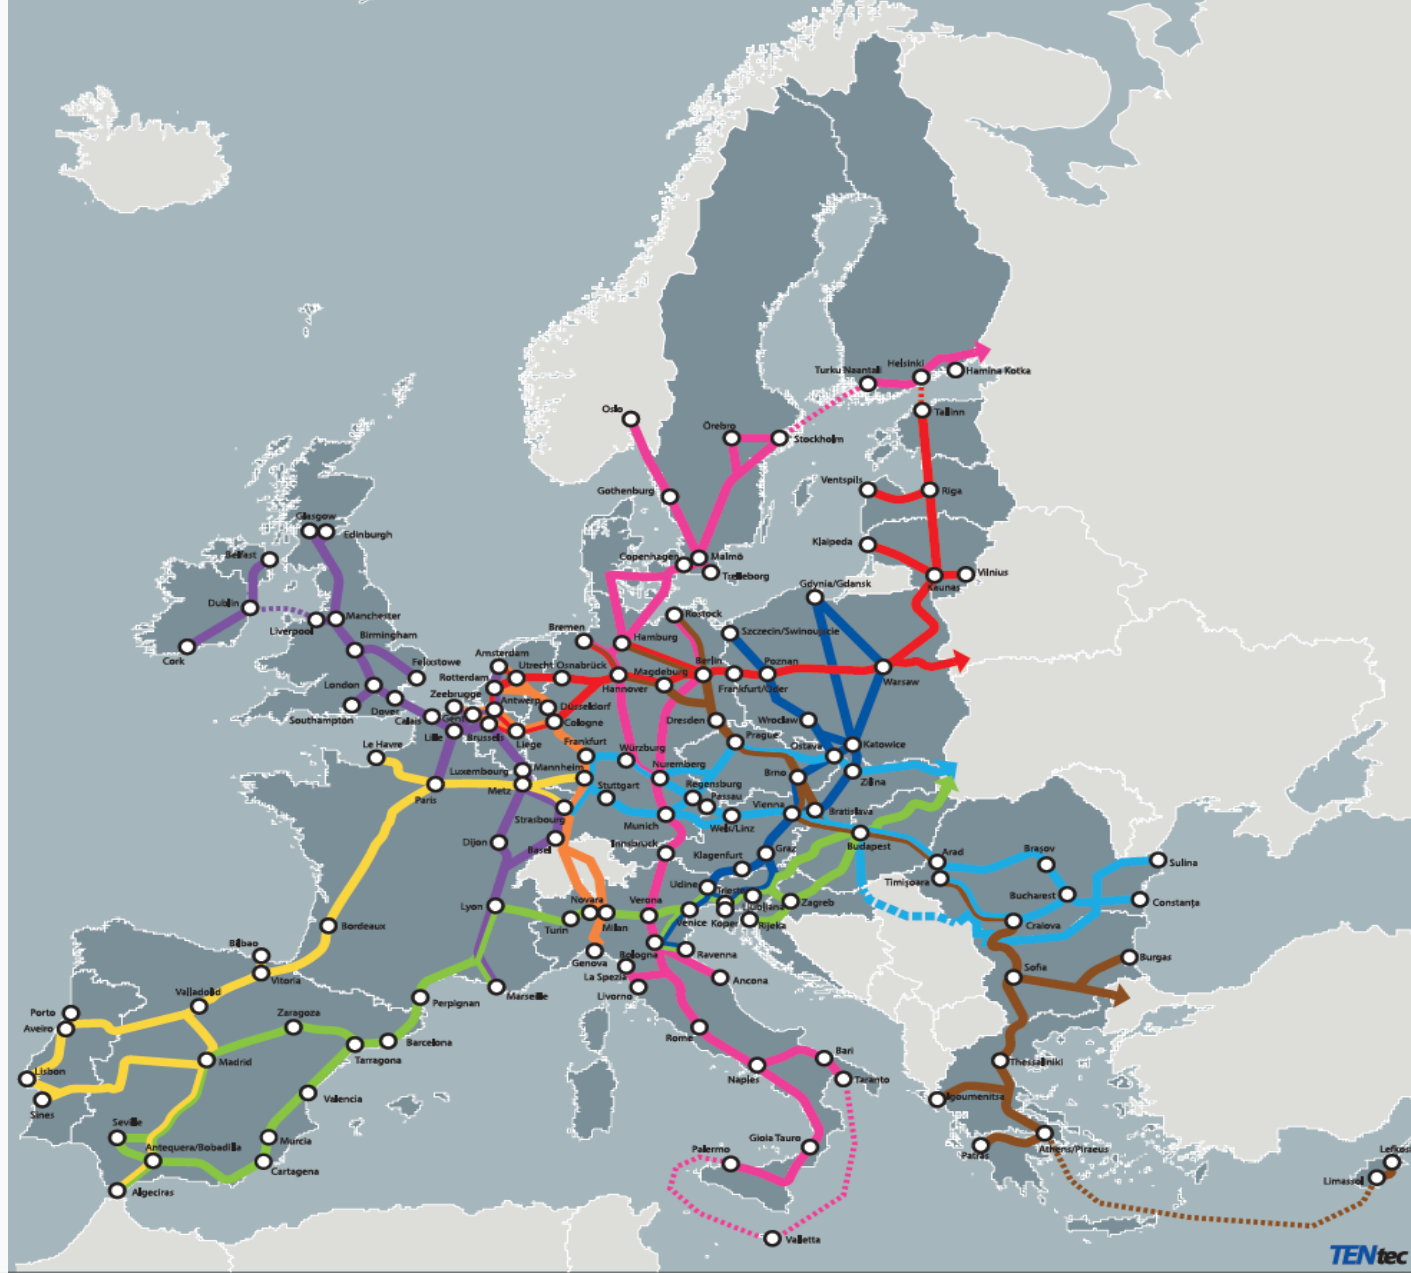 Helsinki
Turku Naantali
Hamina Kotka
Oslo
Tallinn
Örebro
Stockholm
Ventspils
Riga
Gothenburg
Glasgow
Edinburgh
Klaipeda
Belfast
Copenhagen
Malmö
Trelleborg
Vilnius
Kaunas
Gdynia/Gdansk
Dublin
Liverpool
Manchester
Rostock
Bremen
Hamburg
Szczecin/Swinoujscie
Birmingham
Cork
Amsterdam
Felixstowe
Utrecht
Osnabrück
Berlin
Poznan
Rotterdam
Magdeburg
Hannover
Frankfurt/Oder
Warsaw
London
Zeebrugge
Antwerp
Düsseldorf
Southampton
Dover
Calais
Gent
Cologne
Dresden
Wroclaw
Lille
Brussels
Liège
Prague
Le Havre
Frankfurt
Würzburg
Ostava
Katowice
Luxembourg
Mannheim
Nuremberg
Brno
Zilina
Metz
Stuttgart
Regensburg
Paris
Passau
Vienna
Bratislava
Strasbourg
Munich
Wels/Linz
Dijon
Basel
Innsbruck
Graz
Budapest
Klagenfurt
Arad
Braşov
Sulina
Udine
Trieste
Timişoara
Bucharest
Constanţa
Lyon
Novara
Verona
Ljubljana
Zagreb
Turin
Milan
Venice
Koper
Rijeka
Craiova
Bordeaux
Bilbao
Bologna
Ravenna
Genova
Burgas
Vitoria
La Spezia
Ancona
Sofia
Livorno
Marseille
Valladolid
Perpignan
Porto
Zaragoza
Aveiro
Rome
Barcelona
Madrid
Tarragona
Bari
Thessaloniki
Lisbon
Naples
Taranto
Sines
Valencia
Igoumenitsa
Seville
Murcia
Gioia Tauro
Antequera/Bobadilla
Athens/Piraeus
Palermo
Patras
Cartagena
Lefkos
Algeciras
Limassol
Valletta
TENtec